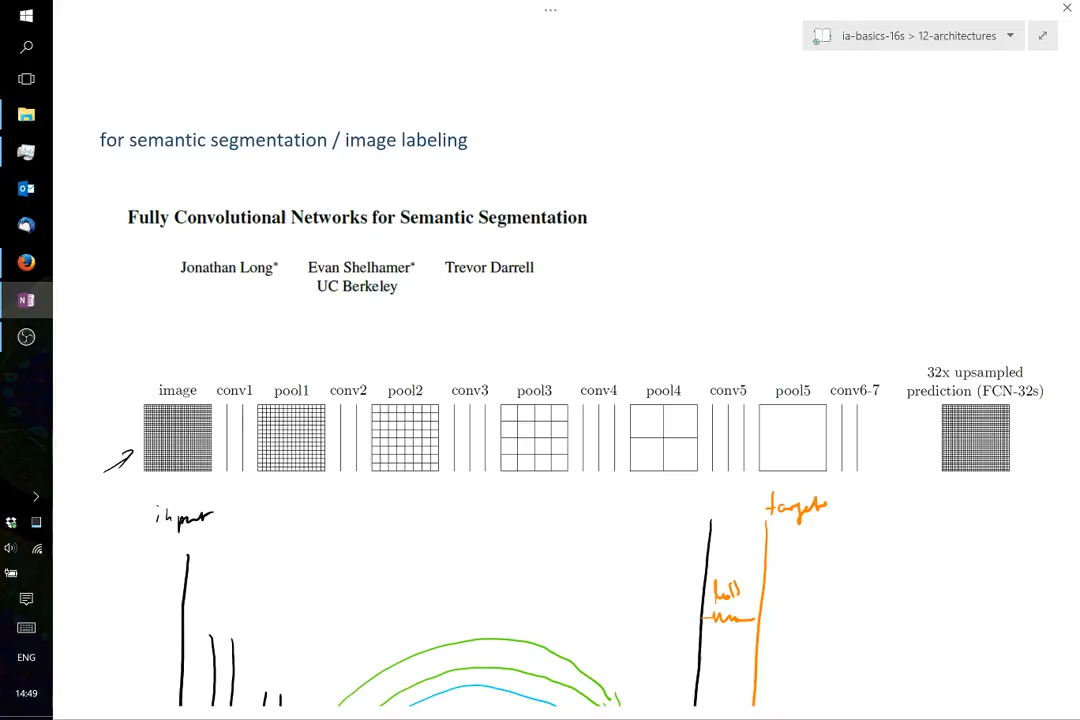 ia-basics-16s > 12-architectures
for semantic segmentation / image labeling
Fully Convolutional Networks for Semantic Segmentation
Jonathan Long* Evan Shelhamer* Trevor Darrell
UC Berkeley
32x upsampled
image conv1 pool1 conv2 pool2 conv3 pool3 conv4 pool4 conv5 pool5 conv6-7 prediction (FCN-32s)
input
targets
loss
ENG
14:49